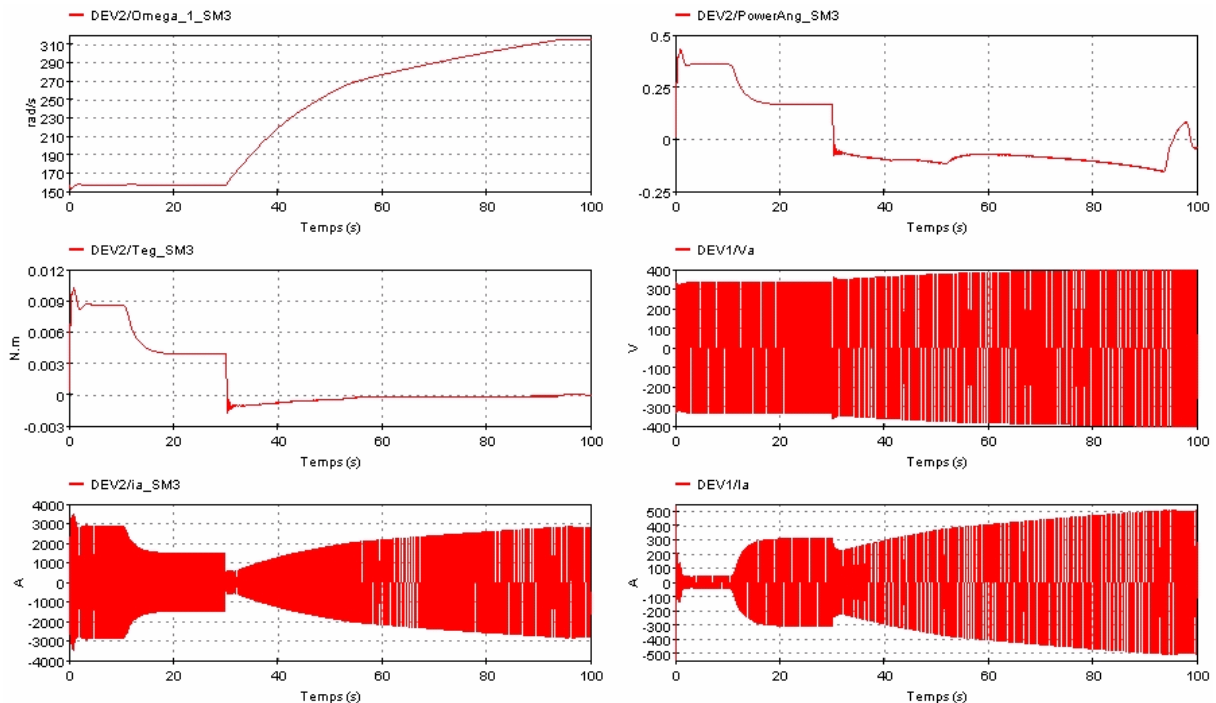 DEV2/Omega_1_SM3
310
290
270
250
230
210
190
170
150
rad/s
0 20 40 60 80 100
Temps (s)
DEV2/PowerAng_SM3
0.5
0.25
0
-0.25
0 20 40 60 80 100
Temps (s)
DEV2/Teg_SM3
0.012
0.009
0.006
0.003
0
-0.003
N.m
0 20 40 60 80 100
Temps (s)
DEV1/Va
400
300
200
100
0
-100
-200
-300
-400
V
0 20 40 60 80 100
Temps (s)
DEV2/ia_SM3
4000
3000
2000
1000
0
-1000
-2000
-3000
-4000
A
0 20 40 60 80 100
Temps (s)
DEV1/Ia
500
400
300
200
100
0
-100
-200
-300
-400
-500
A
0 20 40 60 80 100
Temps (s)